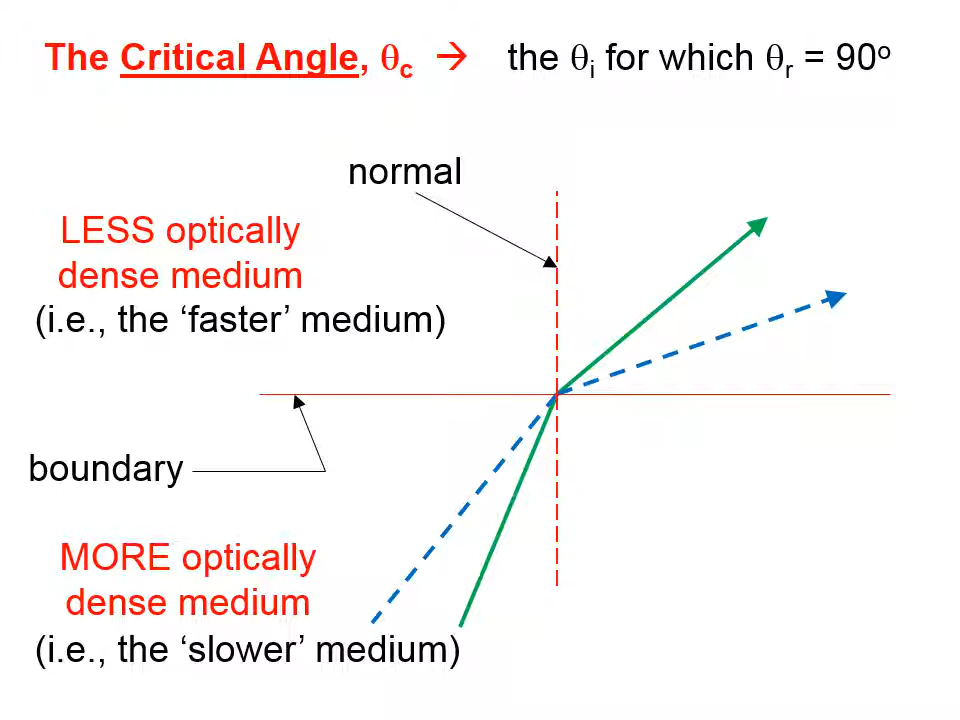 The Critical Angle, θc → the θi for which θr = 90º
normal
LESS optically
dense medium
(i.e., the ‘faster’ medium)
boundary
MORE optically
dense medium
(i.e., the ‘slower’ medium)